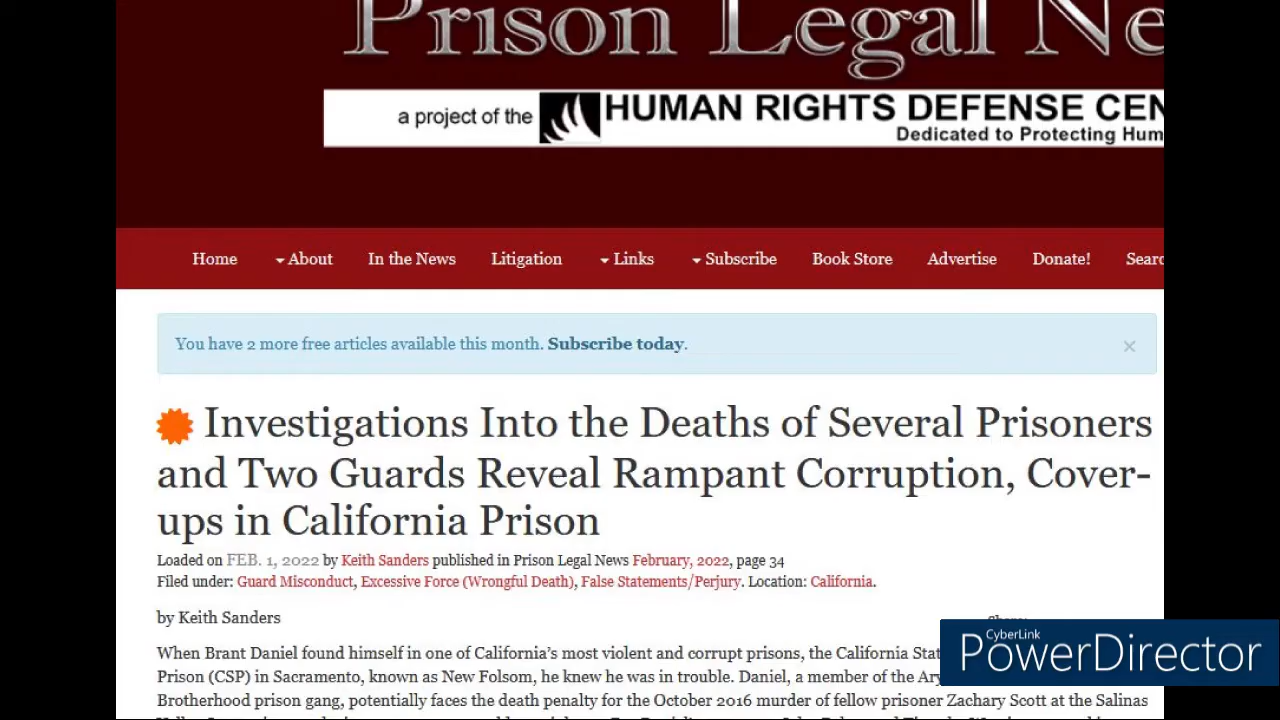 Prison Legal Ne
a project of the HUMAN RIGHTS DEFENSE CEN
Dedicated to Protecting Hum
Home About In the News Litigation Links Subscribe Book Store Advertise Donate! Searc
You have 2 more free articles available this month. Subscribe today. ×
Investigations Into the Deaths of Several Prisoners
and Two Guards Reveal Rampant Corruption, Cover-
ups in California Prison
Loaded on FEB. 1, 2022 by Keith Sanders published in Prison Legal News February, 2022, page 34
Filed under: Guard Misconduct, Excessive Force (Wrongful Death), False Statements/Perjury. Location: California.
by Keith Sanders
CyberLink
PowerDirector
When Brant Daniel found himself in one of California's most violent and corrupt prisons, the California Stat
Prison (CSP) in Sacramento, known as New Folsom, he knew he was in trouble. Daniel, a member of the Ary
Brotherhood prison gang, potentially faces the death penalty for the October 2016 murder of fellow prisoner Zachary Scott at the Salinas